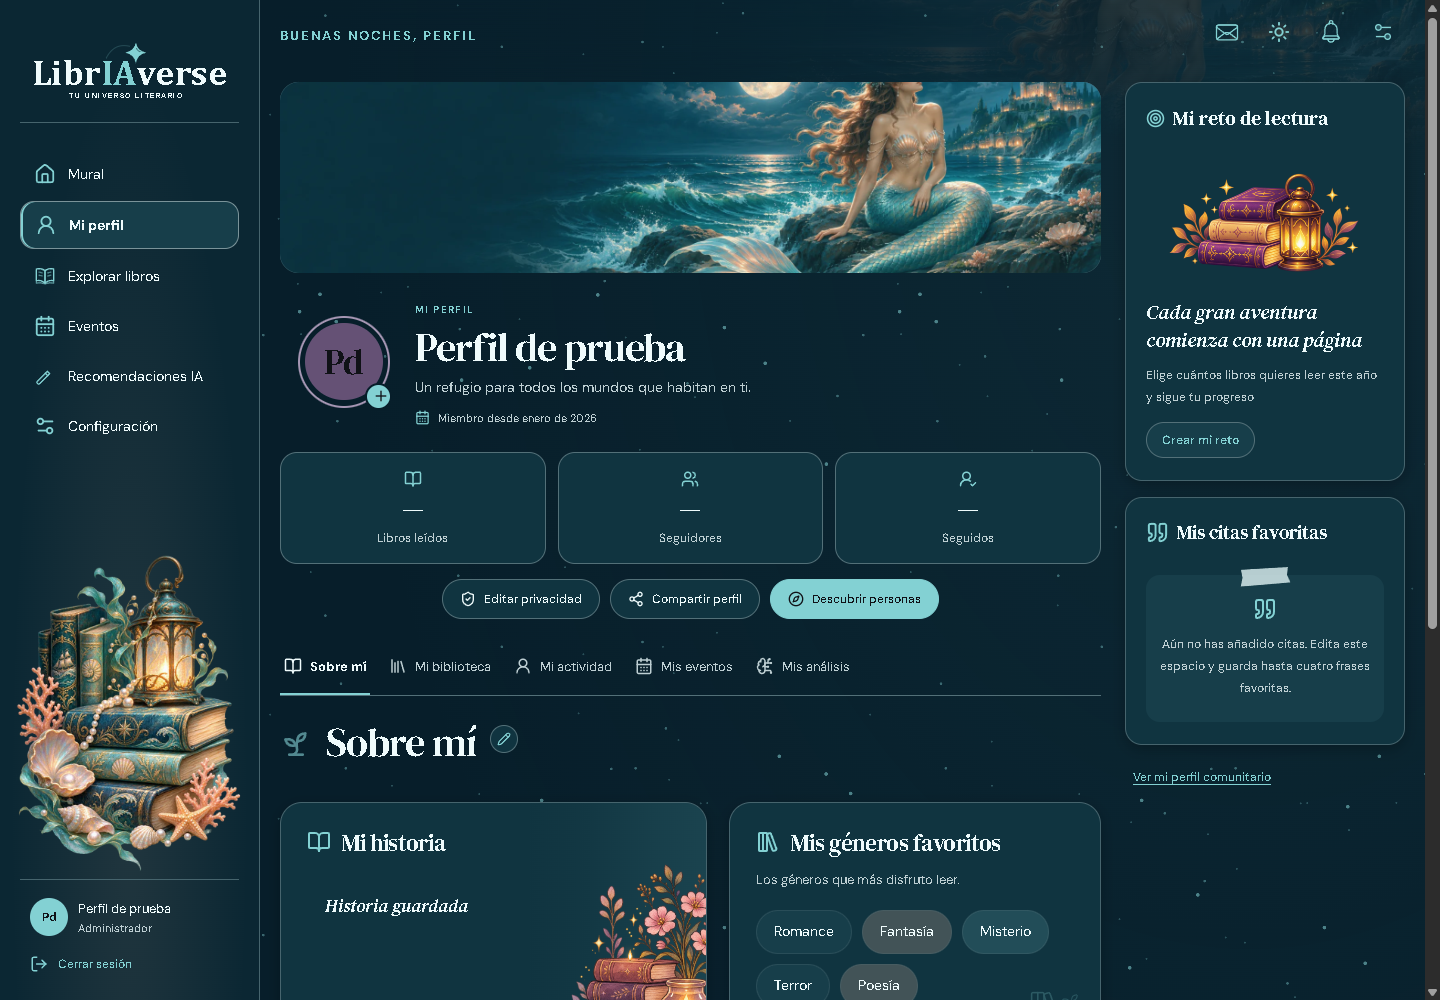 LibrIAverse
TU UNIVERSO LITERARIO
Mural
Mi perfil
Explorar libros
Eventos
Recomendaciones IA
Configuración
Pd
Perfil de prueba
Administrador
Cerrar sesión
BUENAS NOCHES, PERFIL
Pd
MI PERFIL
Perfil de prueba
Un refugio para todos los mundos que habitan en ti.
Miembro desde enero de 2026
—
Libros leídos
—
Seguidores
—
Seguidos
Editar privacidad
Compartir perfil
Descubrir personas
Sobre mí
Mi biblioteca
Mi actividad
Mis eventos
Mis análisis
Sobre mí
Mi historia
Historia guardada
Mis géneros favoritos
Los géneros que más disfruto leer.
Romance
Fantasía
Misterio
Terror
Poesía
Mi reto de lectura
Cada gran aventura
comienza con una página
Elige cuántos libros quieres leer este año
y sigue tu progreso
Crear mi reto
Mis citas favoritas
Aún no has añadido citas. Edita este
espacio y guarda hasta cuatro frases
favoritas.
Ver mi perfil comunitario